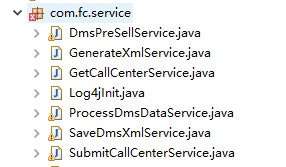 com.fc.service
DmsPreSellService.java
GenerateXmlService.java
GetCallCenterService.java
Log4jInit.java
ProcessDmsDataService.java
SaveDmsXmlService.java
SubmitCallCenterService.java